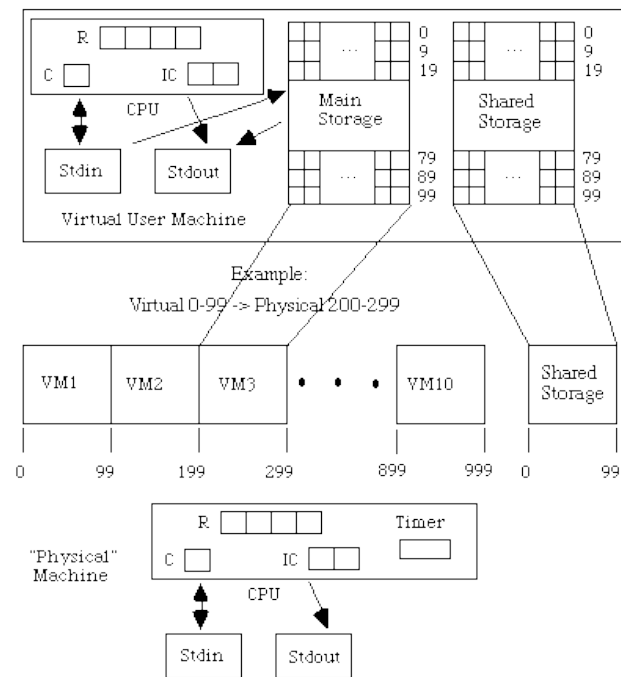 R
... 0
9
19
... 0
9
19
C
IC
CPU
Main
Storage
Shared
Storage
Stdin
Stdout
... 79
89
99
... 79
89
99
Virtual User Machine
Example:
Virtual 0-99 -> Physical 200-299
VM1 VM2 VM3 • • • VM10
Shared
Storage
0 99 199 299 899 999 0 99
R
Timer
"Physical"
Machine
C
IC
CPU
Stdin
Stdout